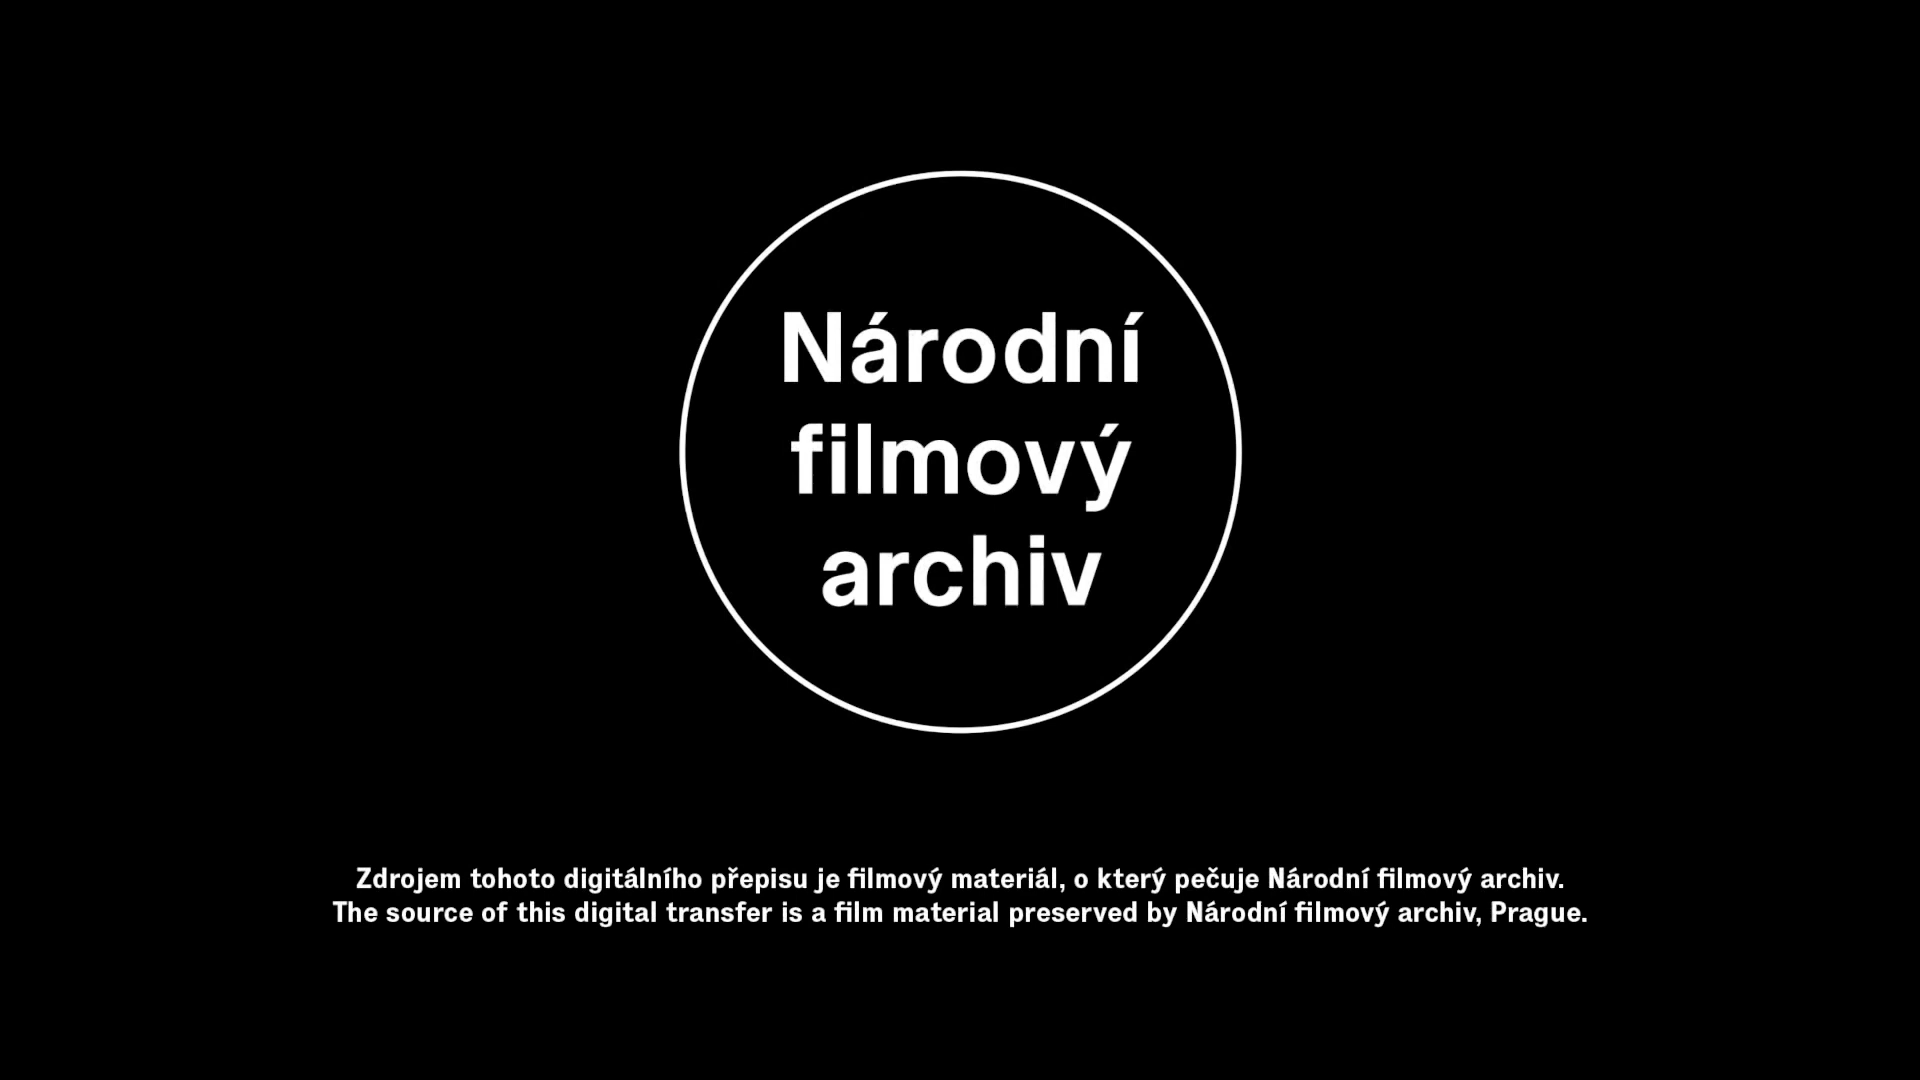 Národní
filmový
archiv
Zdrojem tohoto digitálního přepisu je filmový materiál, o který pečuje Národní filmový archiv.
The source of this digital transfer is a film material preserved by Národní filmový archiv, Prague.